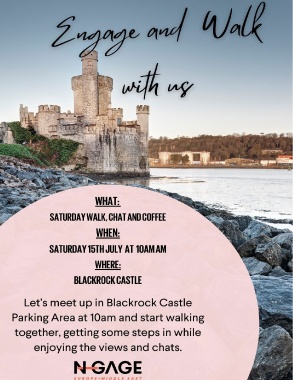 Engage and Walk
with us
WHAT:
SATURDAY WALK, CHAT AND COFFEE
WHEN:
SATURDAY 15TH JULY AT 10AM AM
WHERE:
BLACKROCK CASTLE
Let's meet up in Blackrock Castle
Parking Area at 10am and start walking
together, getting some steps in while
enjoying the views and chats.
N-GAGE
EUROPE•MIDDLE EAST